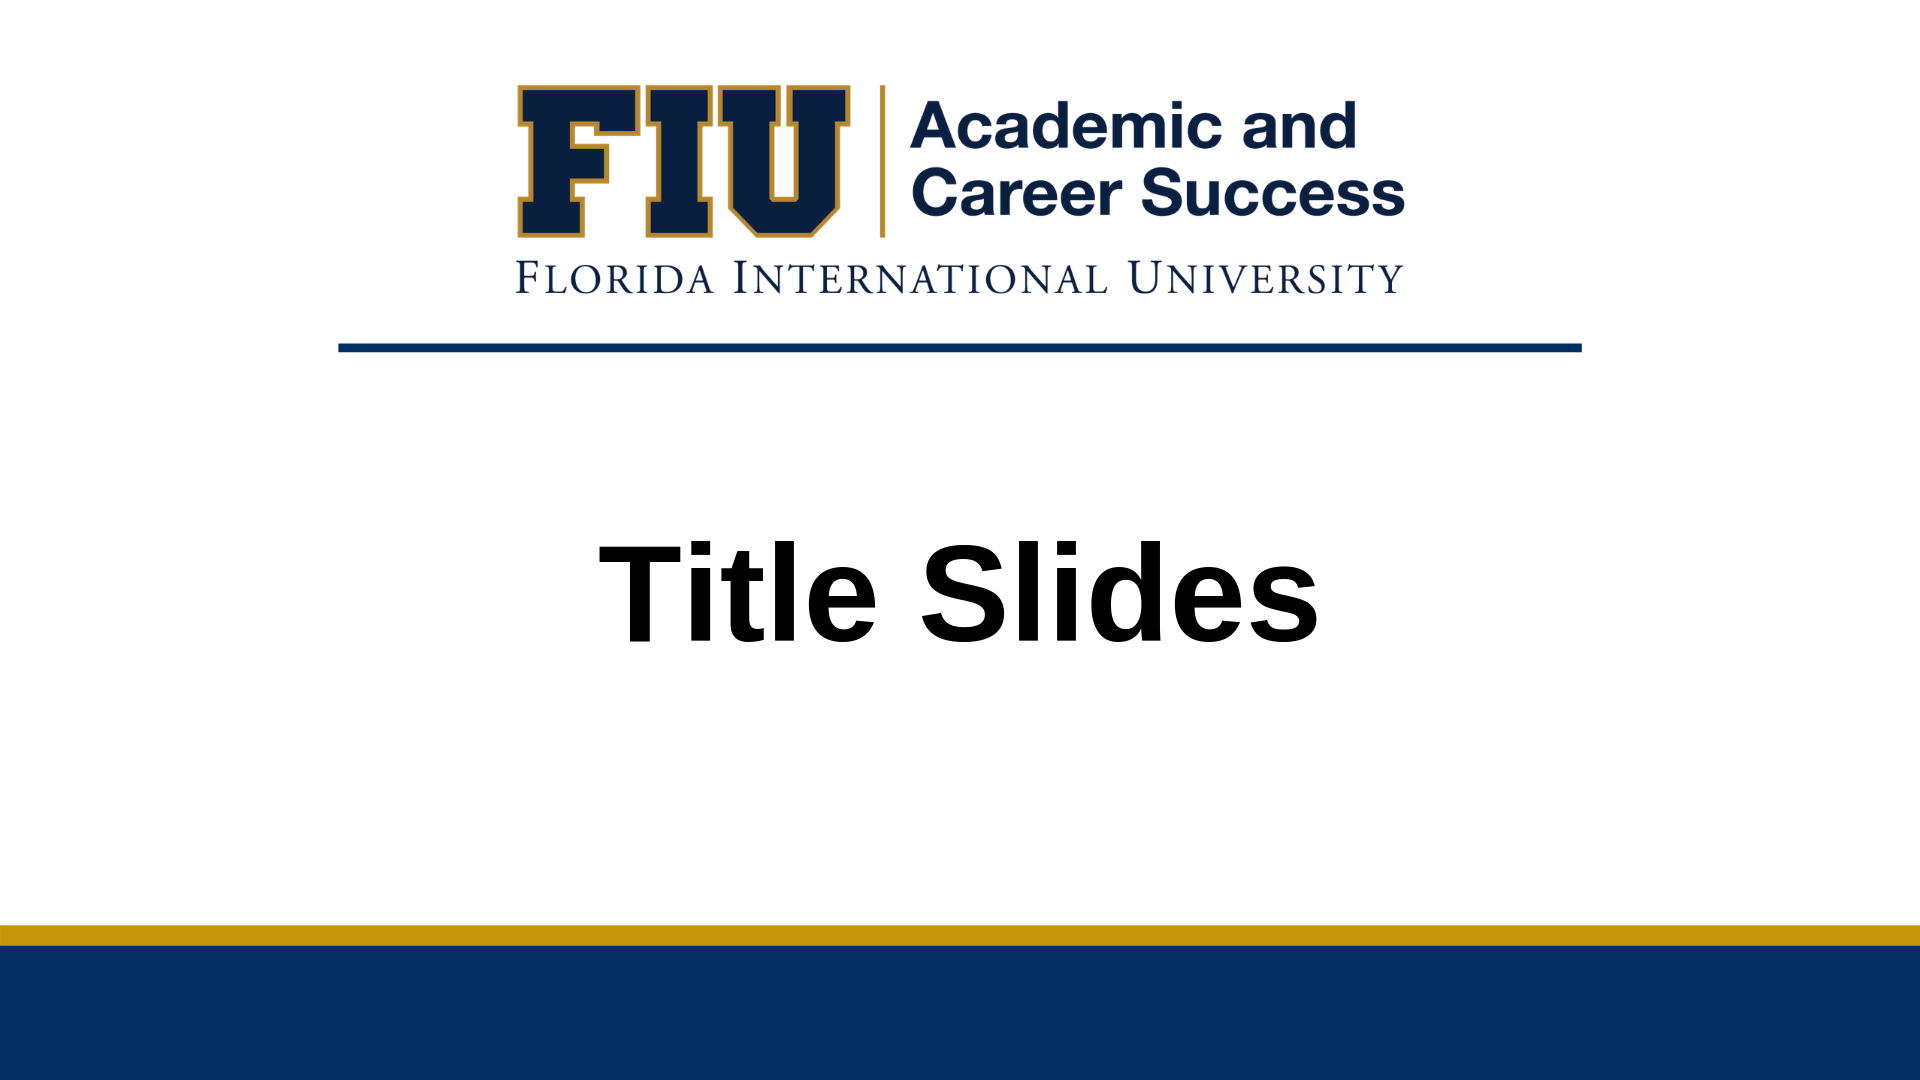 FIU
Academic and
Career Success
FLORIDA INTERNATIONAL UNIVERSITY
Title Slides